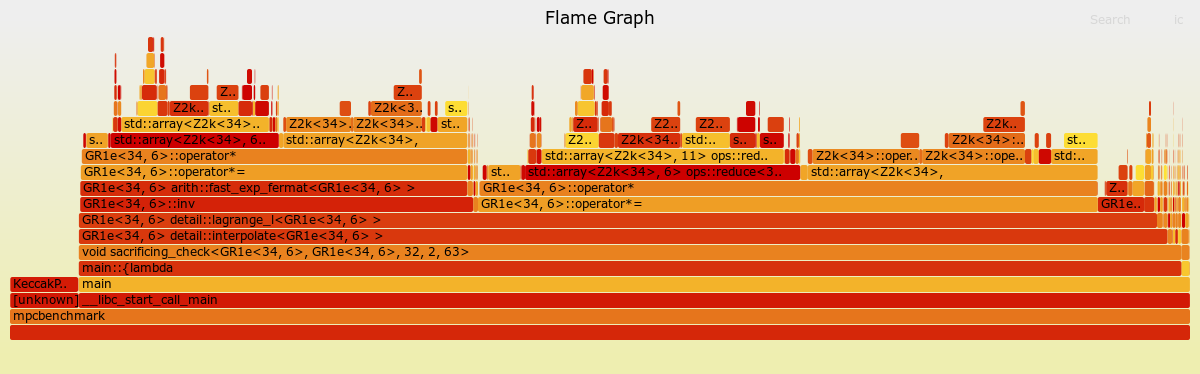 Flame Graph
Search ic
Z.. Z..
Z2k.. st.. Z2k<3.. s..
std::array<Z2k<34>.. Z2k<34>.. Z2k<34>.. st.. Z.. Z2.. Z2.. Z2k..
s.. std::array<Z2k<34>, 6.. std::array<Z2k<34>, Z2.. Z2k<34.. std:.. s.. s.. Z2k<34>:.. st..
GR1e<34, 6>::operator* std::array<Z2k<34>, 11> ops::red.. Z2k<34>::oper.. Z2k<34>::ope.. std:..
GR1e<34, 6>::operator*= st.. std::array<Z2k<34>, 6> ops::reduce<3.. std::array<Z2k<34>,
GR1e<34, 6> arith::fast_exp_fermat<GR1e<34, 6> > GR1e<34, 6>::operator* Z..
GR1e<34, 6>::inv GR1e<34, 6>::operator*= GR1e..
GR1e<34, 6> detail::lagrange_l<GR1e<34, 6> >
GR1e<34, 6> detail::interpolate<GR1e<34, 6> >
void sacrificing_check<GR1e<34, 6>, GR1e<34, 6>, 32, 2, 63>
main::{lambda
KeccakP.. main
[unknown] __libc_start_call_main
mpcbenchmark